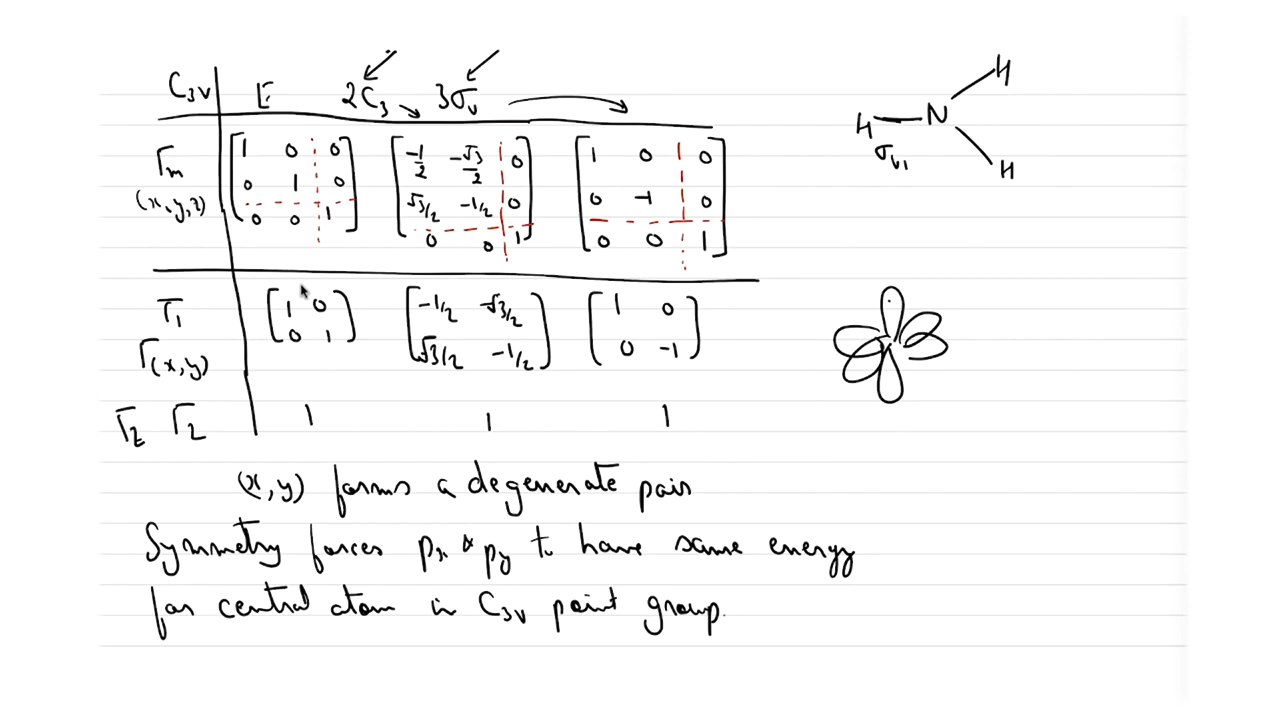 C3v E 2C3 3σv
Γm
(x,y,z)
[1 0 0
0 1 0
0 0 1]
[-1/2 -√3/2 0
√3/2 -1/2 0
0 0 1]
[1 0 0
0 -1 0
0 0 1]
H
H N
σv1
H
Γ1
Γ(x,y)
[1 0
0 1]
[-1/2 √3/2
√3/2 -1/2]
[1 0
0 -1]
Γz Γ2 1 1 1
(x,y) forms a degenerate pair
Symmetry forces px & py to have same energy
for central atom in C3v point group.